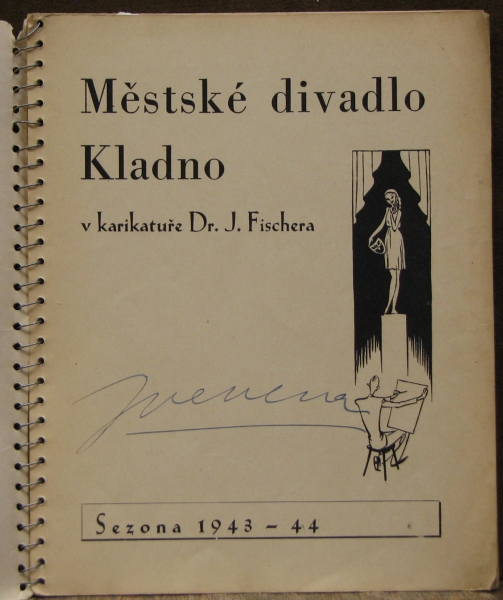 Městské divadlo
Kladno
v karikatuře Dr. J. Fischera
Sezona 1943 - 44